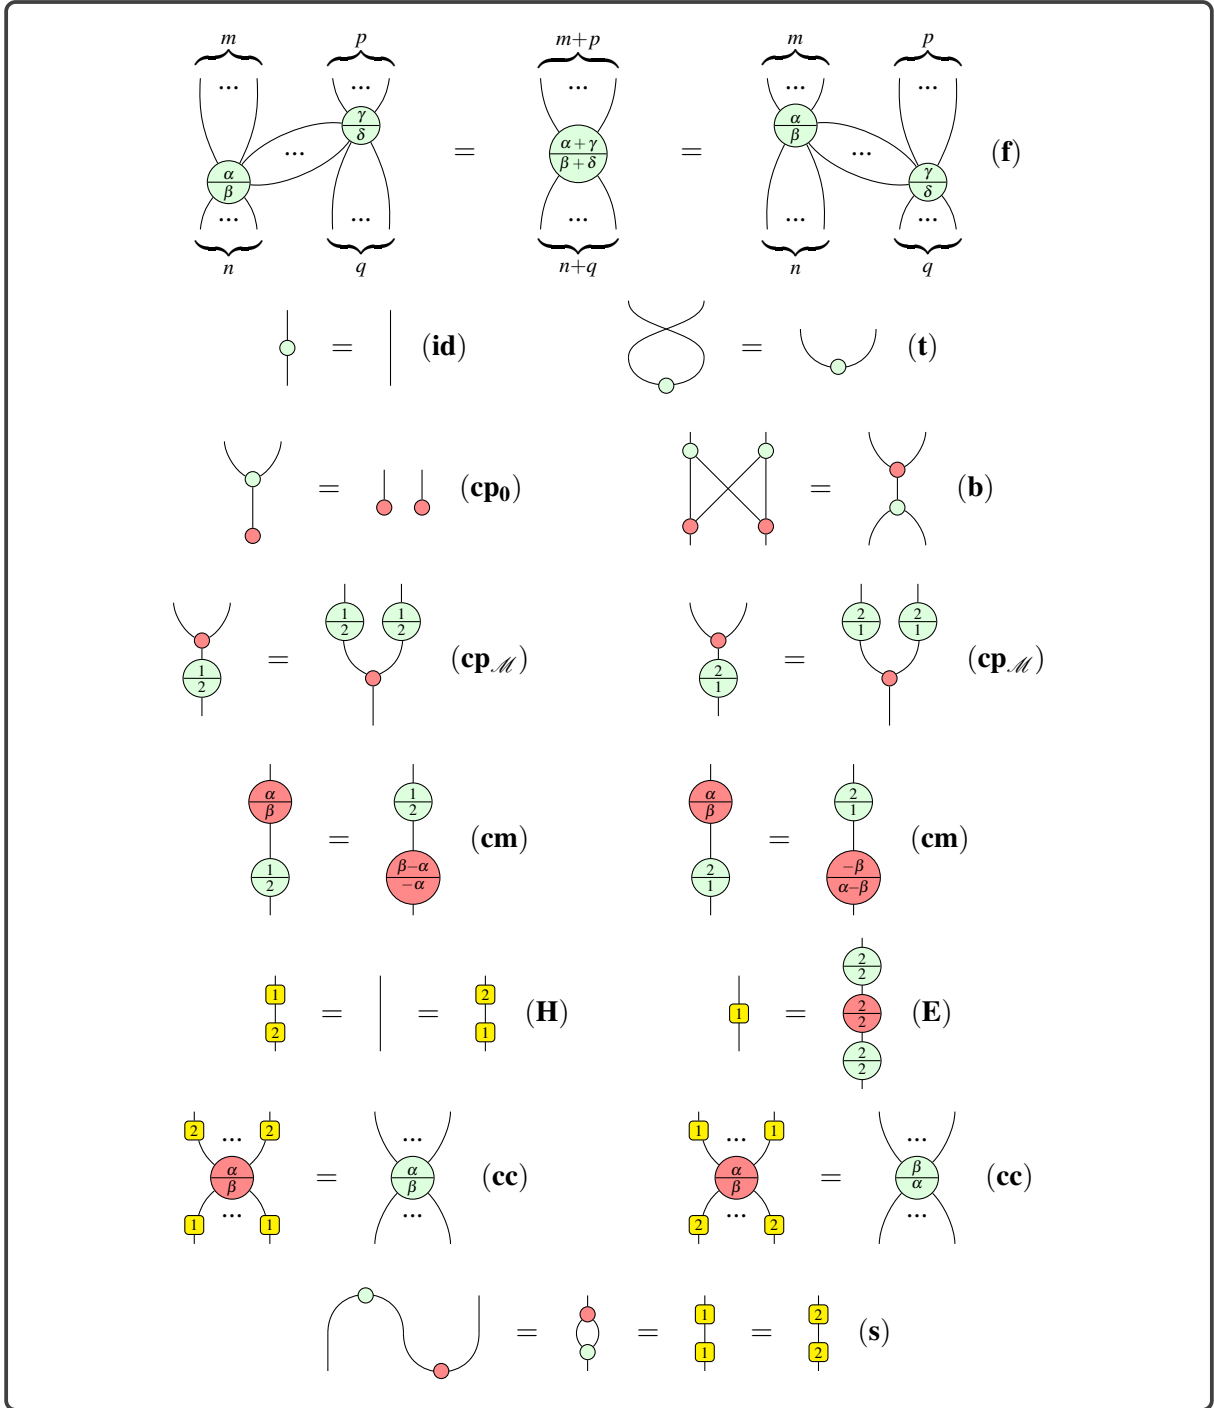 m p m+p m p
... ... ... ... ...
γ/δ α/β
... = α+γ/β+δ = ... (f)
α/β γ/δ
... ... ... ... ...
n q n+q n q
= (id) = (t)
= (cp₀) = (b)
1/2 1/2 2/1 2/1
1/2 = (cp_ℳ) 2/1 = (cp_ℳ)
α/β 1/2 α/β 2/1
= (cm) = (cm)
1/2 β−α/−α 2/1 −β/α−β
2/2
1 2 = = 2 1 (H) 1 = 2/2 (E)
2/2
2 ... 2 ... 1 ... 1 ...
α/β = α/β (cc) α/β = β/α (cc)
1 ... 1 ... 2 ... 2 ...
1 2
= = = (s)
1 2